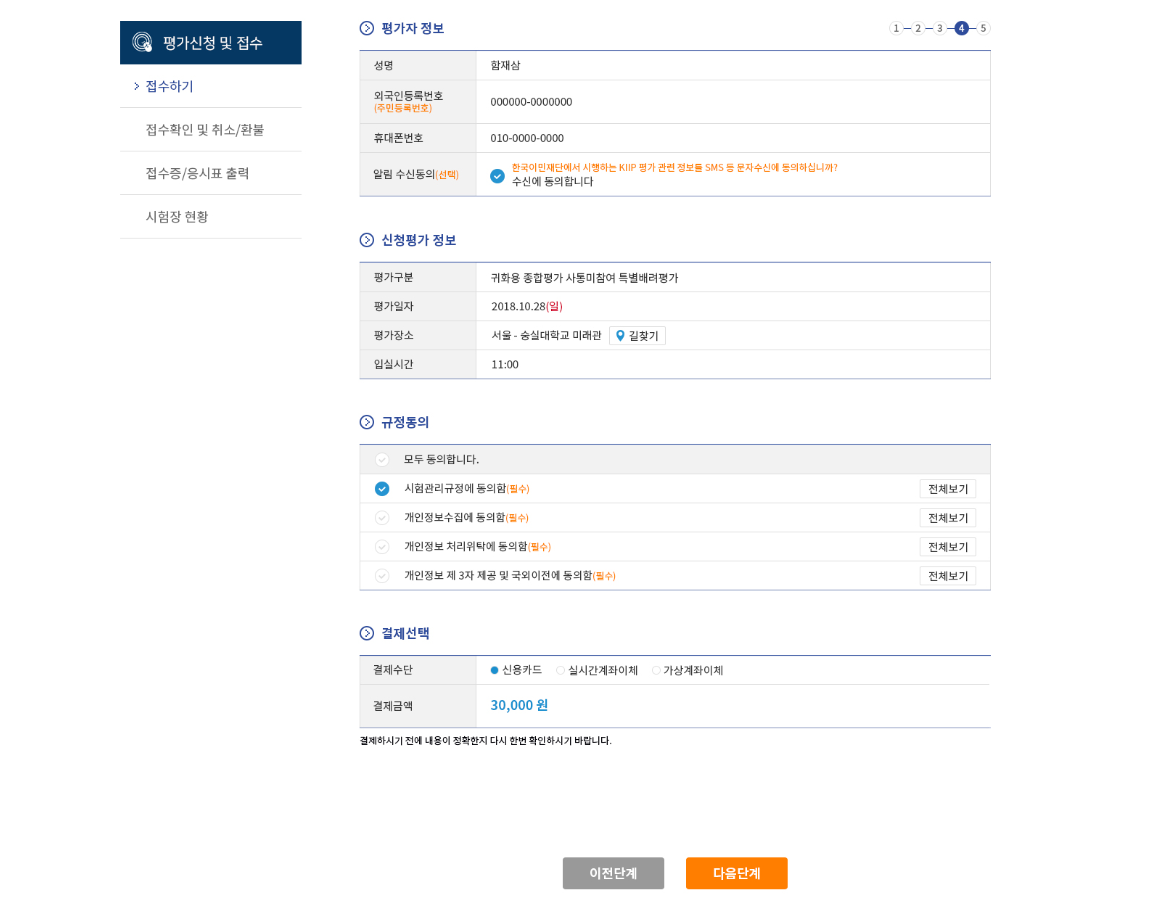 평가신청 및 접수
접수하기
접수확인 및 취소/환불
접수증/응시표 출력
시험장 현황
평가자 정보
1 2 3 4 5
성명 함재삼
외국인등록번호
(주민등록번호)
000000-0000000
휴대폰번호 010-0000-0000
알림 수신동의(선택)
한국이민재단에서 시행하는 KIIP 평가 관련 정보를 SMS 등 문자수신에 동의하십니까?
수신에 동의합니다
신청평가 정보
평가구분 귀화용 종합평가 사통미참여 특별배려평가
평가일자 2018.10.28(일)
평가장소 서울 - 숭실대학교 미래관 길찾기
입실시간 11:00
규정동의
모두 동의합니다.
시험관리규정에 동의함(필수) 전체보기
개인정보수집에 동의함(필수) 전체보기
개인정보 처리위탁에 동의함(필수) 전체보기
개인정보 제 3자 제공 및 국외이전에 동의함(필수) 전체보기
결제선택
결제수단 신용카드 실시간계좌이체 가상계좌이체
결제금액 30,000 원
결제하시기 전에 내용이 정확한지 다시 한번 확인하시기 바랍니다.
이전단계 다음단계